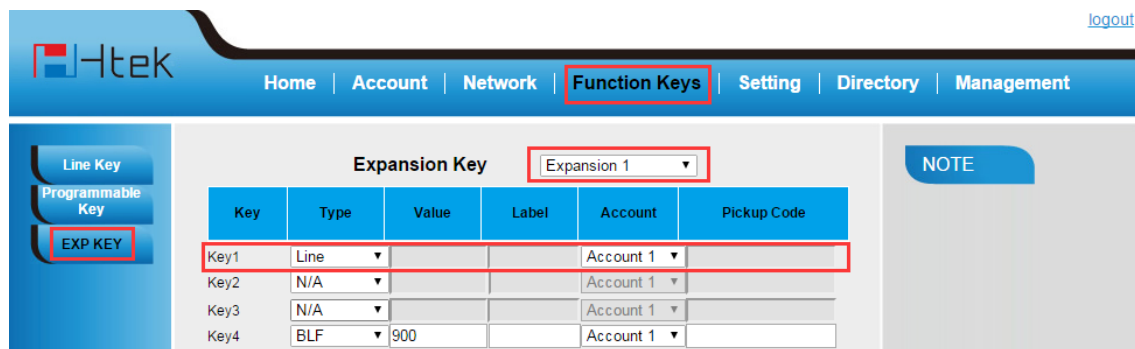 logout
Htek
Home | Account | Network | Function Keys | Setting | Directory | Management
Line Key
Programmable Key
EXP KEY
Expansion Key Expansion 1
Key Type Value Label Account Pickup Code
Key1 Line Account 1
Key2 N/A Account 1
Key3 N/A Account 1
Key4 BLF 900 Account 1
NOTE